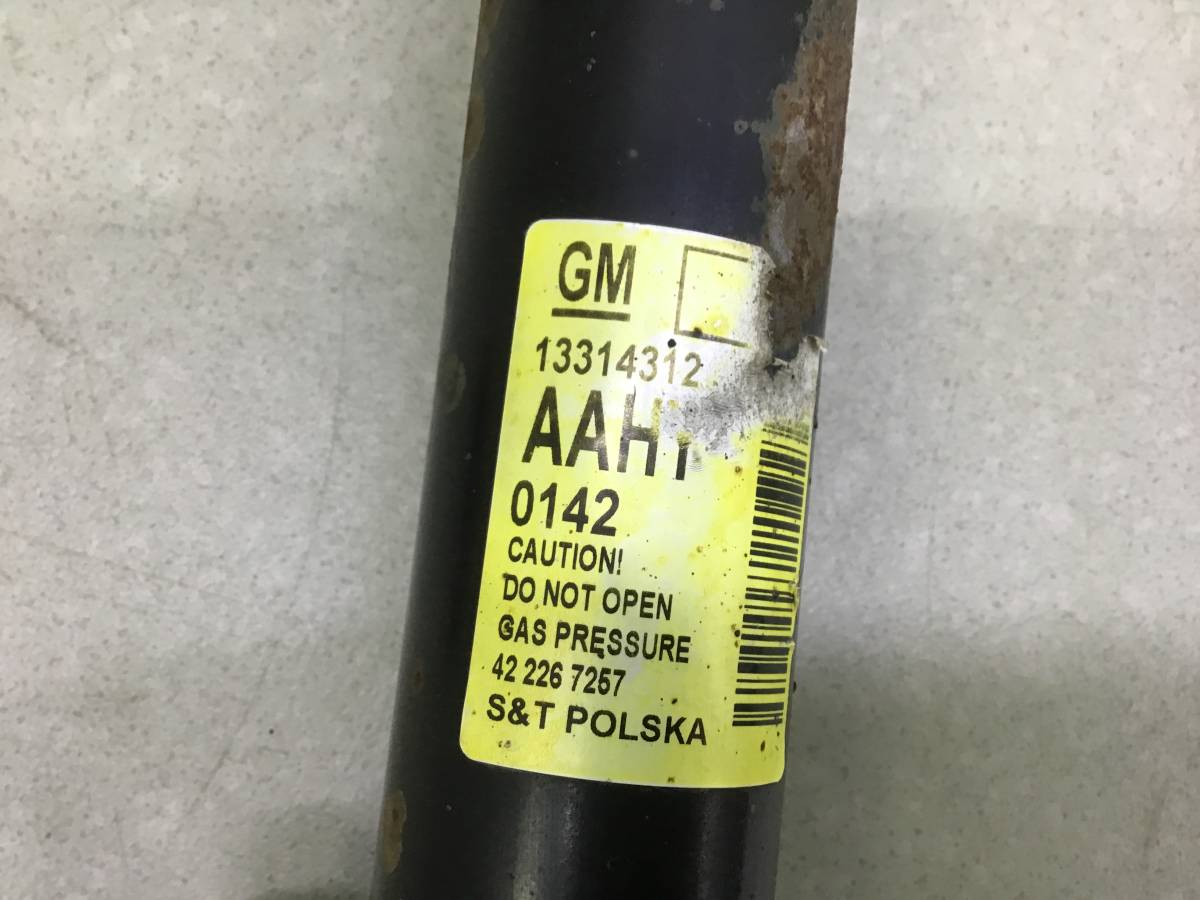 GM
13314312
CAUTION!
0142
DO NOT OPEN
GAS PRESSURE
42 226 7257
S&T POLSKA